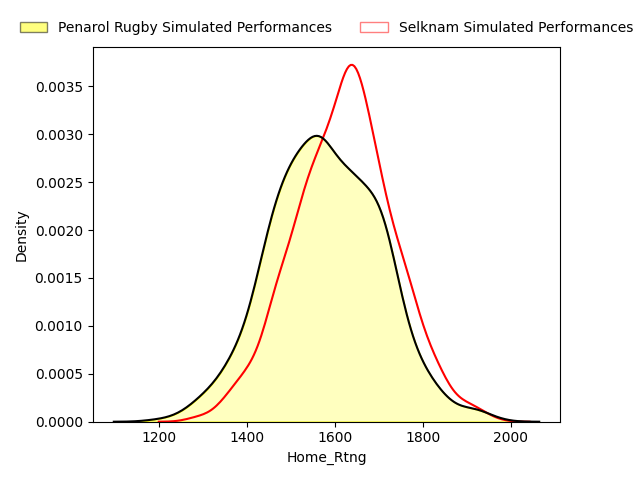 Penarol Rugby Simulated Performances Selknam Simulated Performances
0.0035
0.0030
0.0025
0.0020
0.0015
0.0010
0.0005
0.0000
Density
1200 1400 1600 1800 2000
Home_Rtng